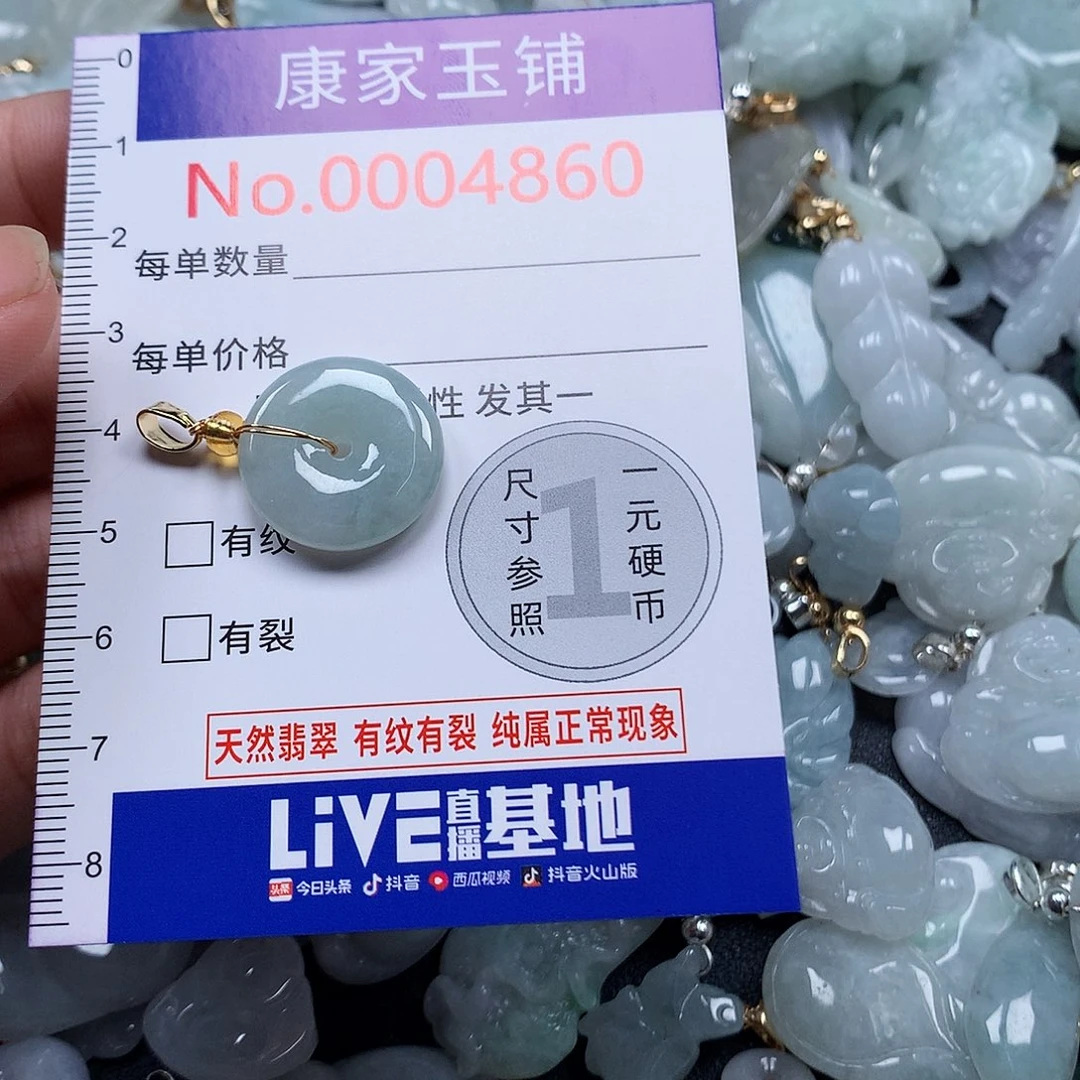 康家玉铺
No.0004860
每单数量
每单价格
性 发其一
有纹
有裂
尺寸参照
一元硬币
1
天然翡翠 有纹有裂 纯属正常现象
LiVE直播基地
头条 今日头条 抖音 西瓜视频 抖音火山版
0
1
2
3
4
5
6
7
8